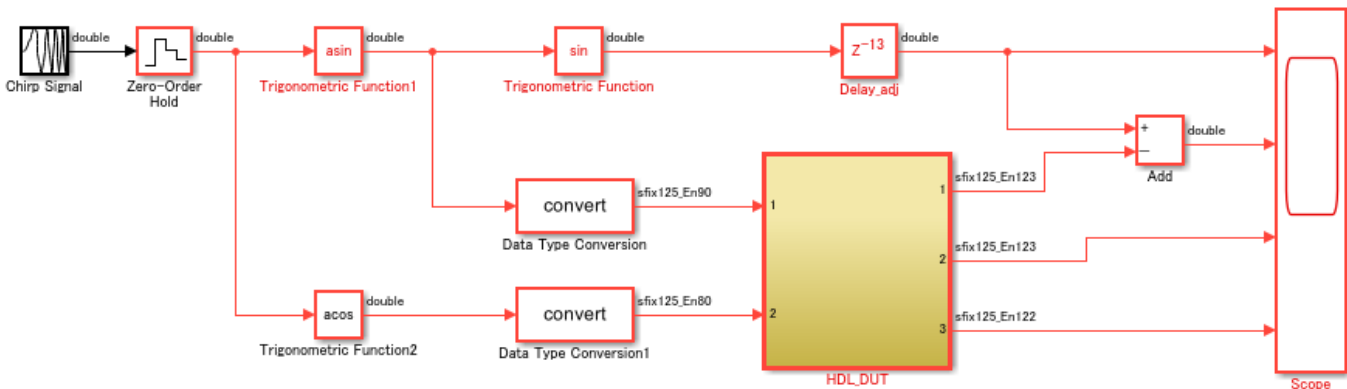 double
double
asin
double
sin
double
Z-13
double
Chirp Signal
Zero-Order
Hold
Trigonometric Function1
Trigonometric Function
Delay_adj
+
−
double
Add
convert
sfix125_En90
Data Type Conversion
1
1
sfix125_En123
2
sfix125_En123
acos
double
Trigonometric Function2
convert
sfix125_En80
Data Type Conversion1
2
3
sfix125_En122
HDL_DUT
Scope